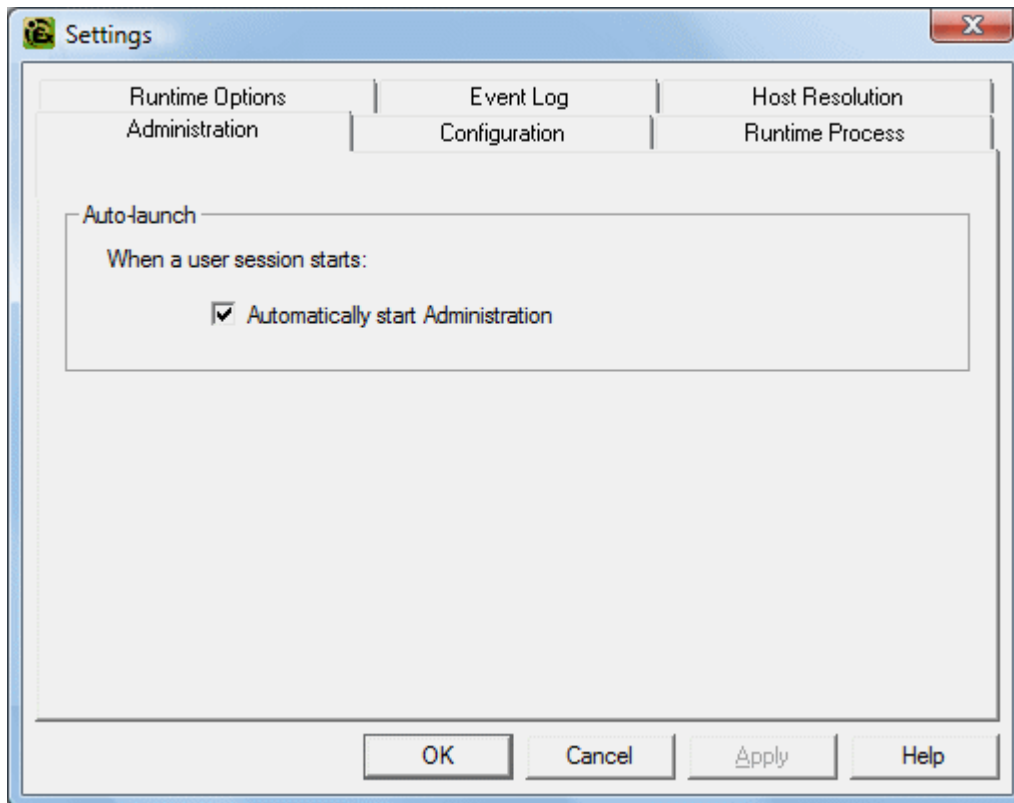 Settings
Runtime Options Event Log Host Resolution
Administration Configuration Runtime Process
Auto-launch
When a user session starts:
Automatically start Administration
OK Cancel Apply Help